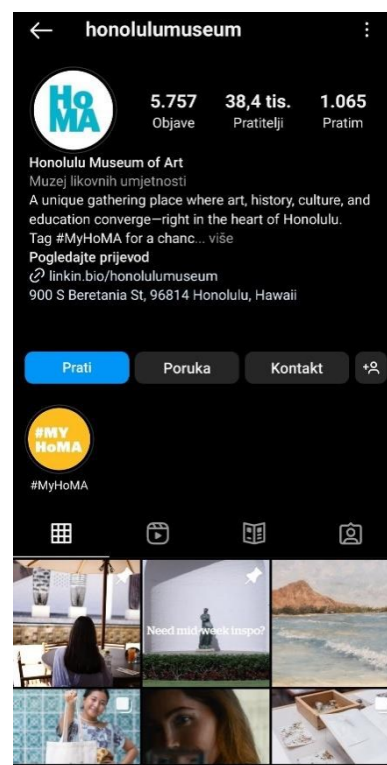 honolulumuseum
HoMA
5.757 38,4 tis. 1.065
Objave Pratitelji Pratim
Honolulu Museum of Art
Muzej likovnih umjetnosti
A unique gathering place where art, history, culture, and
education converge—right in the heart of Honolulu.
Tag #MyHoMA for a chanc... više
Pogledajte prijevod
linkin.bio/honolulumuseum
900 S Beretania St, 96814 Honolulu, Hawaii
Prati Poruka Kontakt
#MY
HoMA
#MyHoMA
Need mid-week inspo?